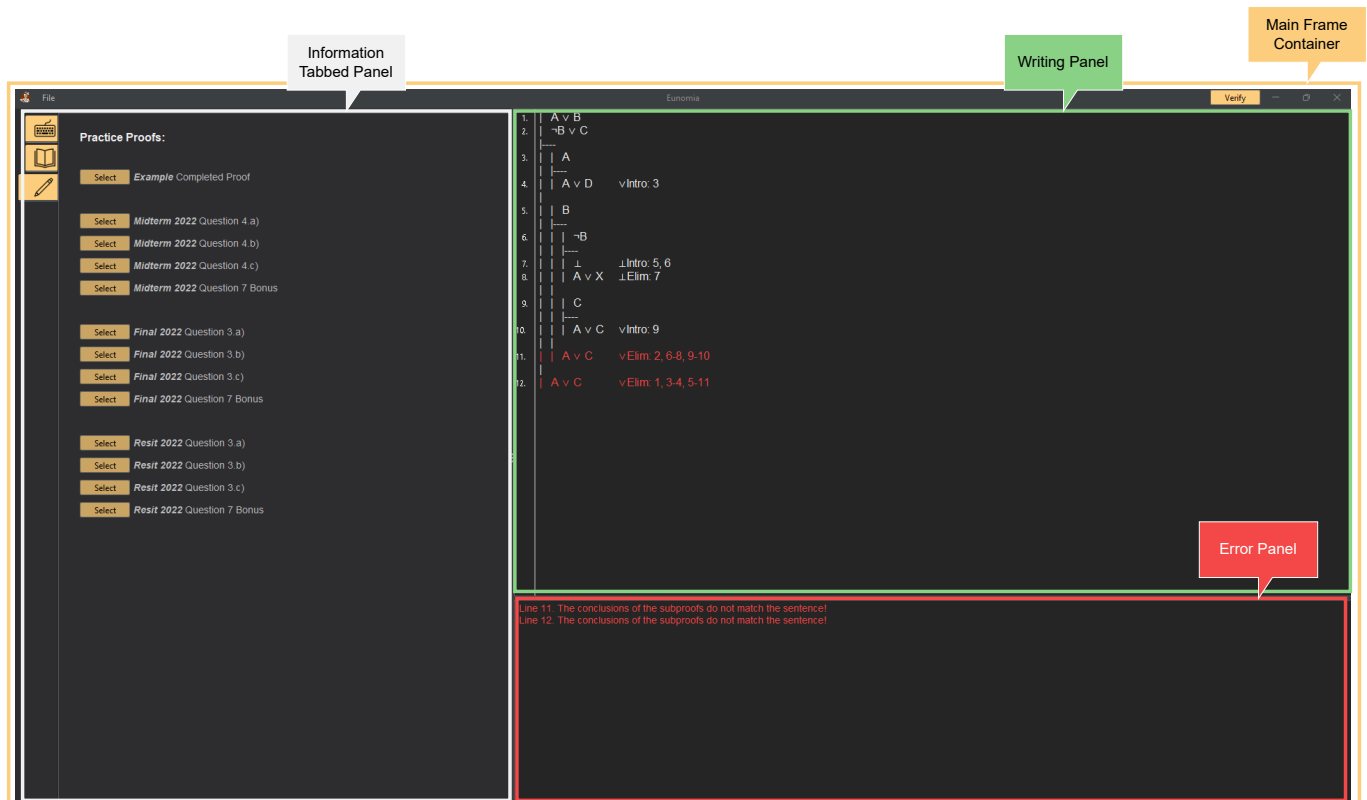 Main Frame
Container
Information
Tabbed Panel
Writing Panel
File
Eunomia
Verify
Practice Proofs:
Select Example Completed Proof
Select Midterm 2022 Question 4.a)
Select Midterm 2022 Question 4.b)
Select Midterm 2022 Question 4.c)
Select Midterm 2022 Question 7 Bonus
Select Final 2022 Question 3.a)
Select Final 2022 Question 3.b)
Select Final 2022 Question 3.c)
Select Final 2022 Question 7 Bonus
Select Resit 2022 Question 3.a)
Select Resit 2022 Question 3.b)
Select Resit 2022 Question 3.c)
Select Resit 2022 Question 7 Bonus
1. | A ∨ B
2. | ¬B ∨ C
|----
3. | | A
| |----
4. | | A ∨ D ∨Intro: 3
|
5. | | B
| |----
6. | | | ¬B
| | |----
7. | | | ⊥ ⊥Intro: 5, 6
8. | | | A ∨ X ⊥Elim: 7
| |
9. | | | C
| | |----
10. | | | A ∨ C ∨Intro: 9
| |
11. | | A ∨ C ∨Elim: 2, 6-8, 9-10
|
12. | A ∨ C ∨Elim: 1, 3-4, 5-11
Error Panel
Line 11. The conclusions of the subproofs do not match the sentence!
Line 12. The conclusions of the subproofs do not match the sentence!